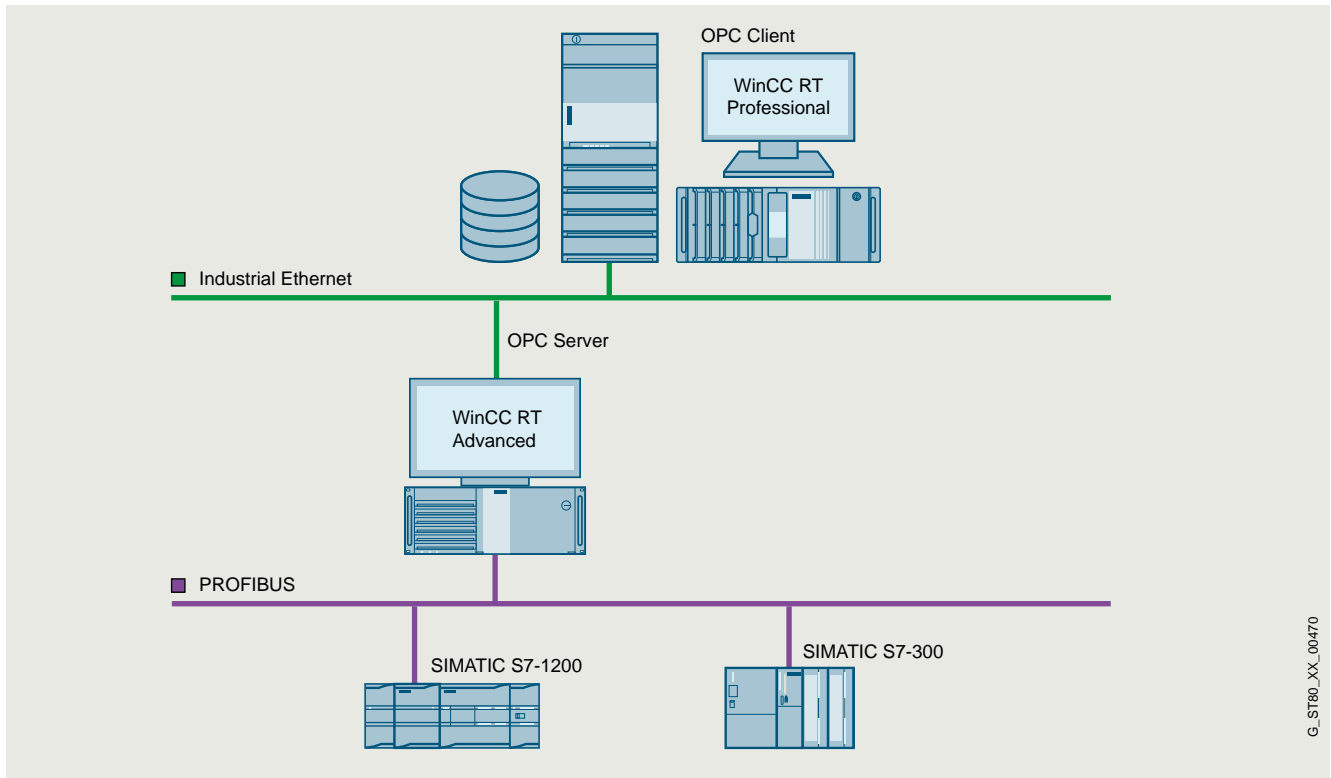 OPC Client
WinCC RT
Professional
Industrial Ethernet
OPC Server
WinCC RT
Advanced
PROFIBUS
SIMATIC S7-1200
SIMATIC S7-300
G_ST80_XX_00470